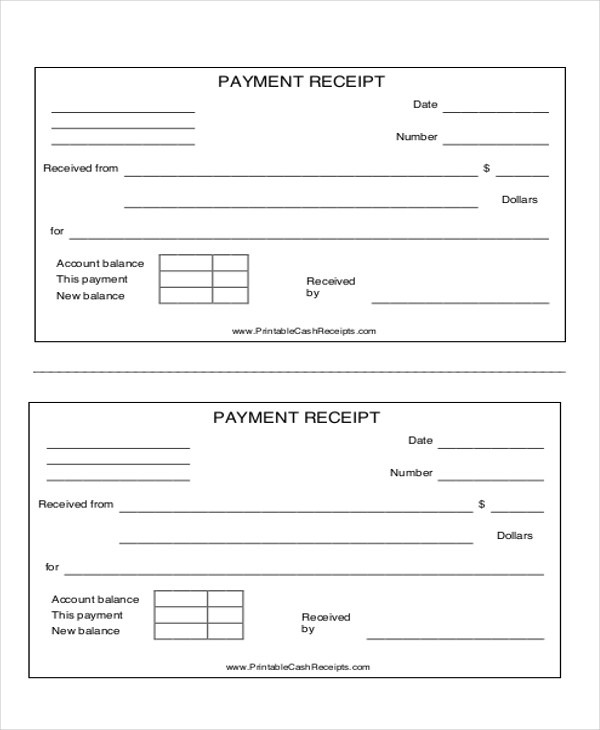 PAYMENT RECEIPT
Date
Number
Received from $
Dollars
for
Account balance
This payment
New balance
Received
by
www.PrintableCashReceipts.com
PAYMENT RECEIPT
Date
Number
Received from $
Dollars
for
Account balance
This payment
New balance
Received
by
www.PrintableCashReceipts.com